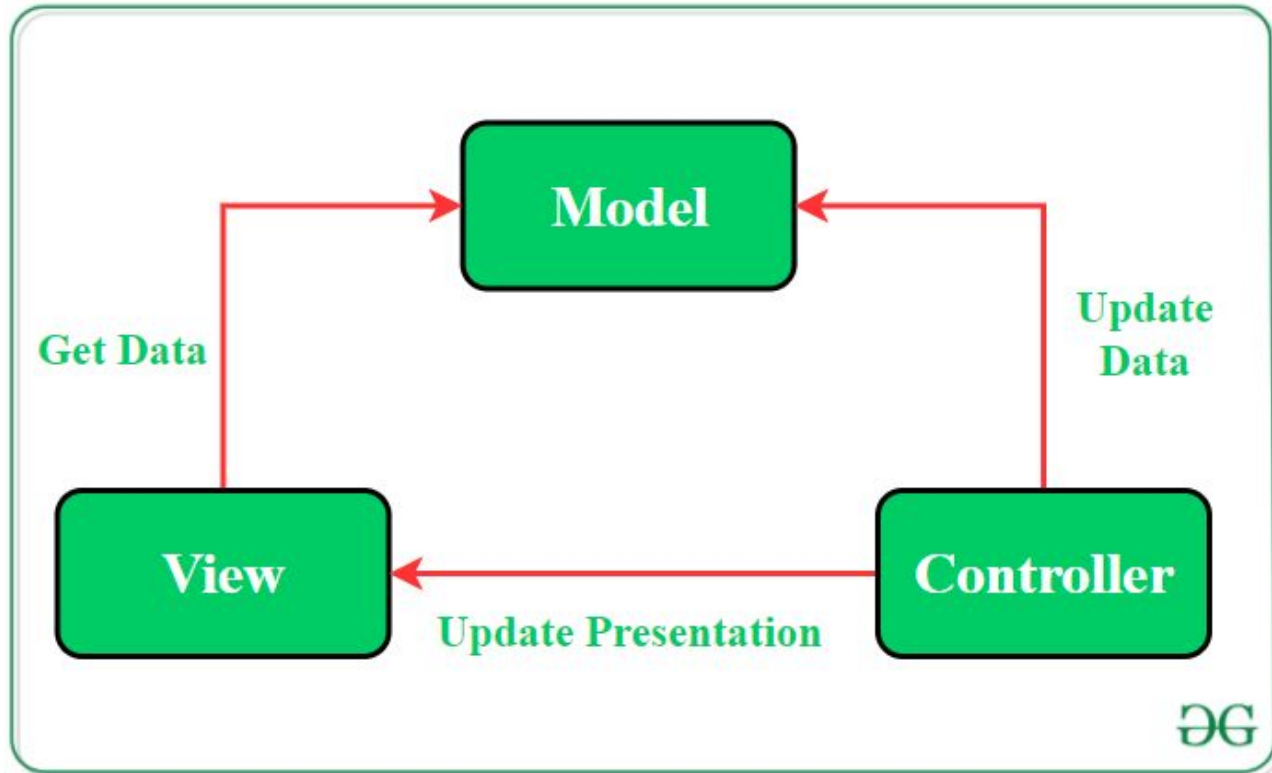 Model
Get Data
Update
Data
View
Controller
Update Presentation